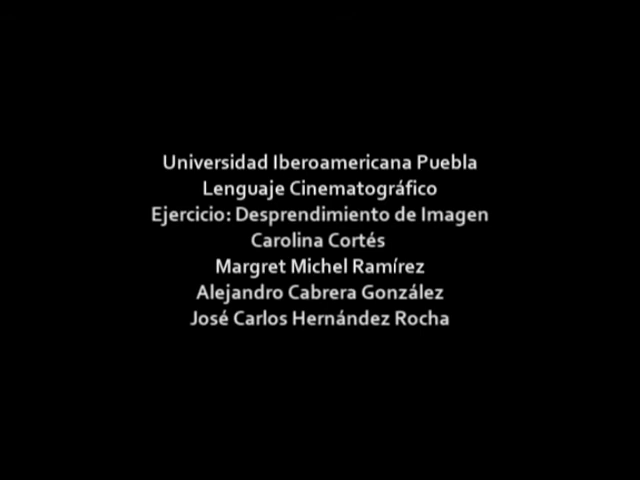 Universidad Iberoamericana Puebla
Lenguaje Cinematográfico
Ejercicio: Desprendimiento de Imagen
Carolina Cortés
Margret Michel Ramírez
Alejandro Cabrera González
José Carlos Hernández Rocha